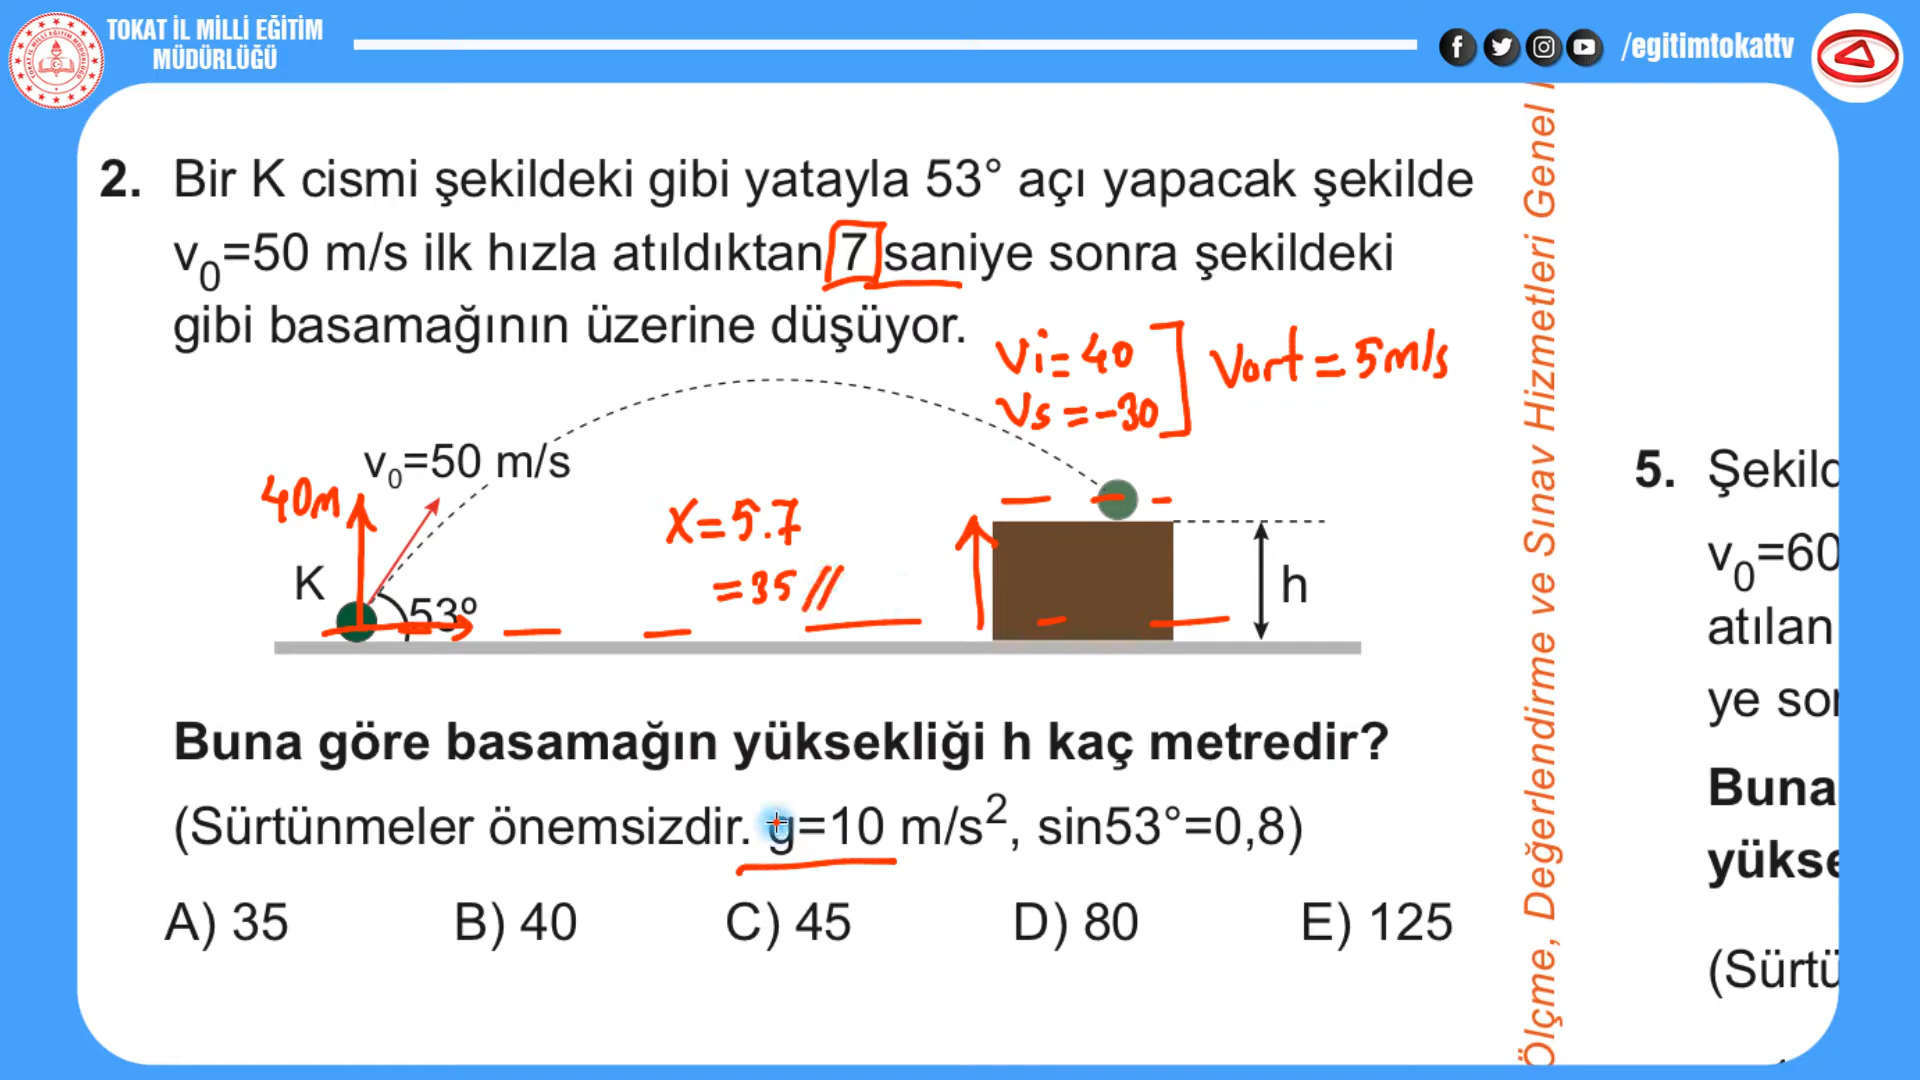 TOKAT İL MİLLİ EĞİTİM
MÜDÜRLÜĞÜ
/egitimtokattv
2. Bir K cismi şekildeki gibi yatayla 53° açı yapacak şekilde
v0=50 m/s ilk hızla atıldıktan 7 saniye sonra şekildeki
gibi basamağının üzerine düşüyor.
Vi=40
Vs=-30
Vort=5m/s
v0=50 m/s
40m
X=5.7
=35//
K
53º
h
Buna göre basamağın yüksekliği h kaç metredir?
(Sürtünmeler önemsizdir. g=10 m/s², sin53°=0,8)
A) 35 B) 40 C) 45 D) 80 E) 125
Ölçme, Değerlendirme ve Sınav Hizmetleri Genel
5. Şekilc
v0=60
atılan
ye so
Buna
yükse
(Sürtü